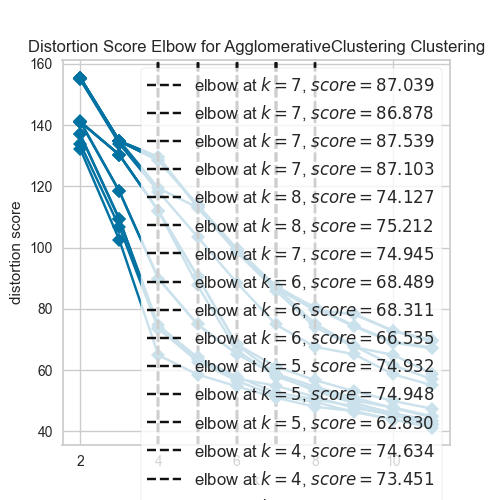 Distortion Score Elbow for AgglomerativeClustering Clustering
distortion score
160
140
120
100
80
60
40
2
4
6
8
10
elbow at k = 7, score = 87.039
elbow at k = 7, score = 86.878
elbow at k = 7, score = 87.539
elbow at k = 7, score = 87.103
elbow at k = 8, score = 74.127
elbow at k = 8, score = 75.212
elbow at k = 7, score = 74.945
elbow at k = 6, score = 68.489
elbow at k = 6, score = 68.311
elbow at k = 6, score = 66.535
elbow at k = 5, score = 74.932
elbow at k = 5, score = 74.948
elbow at k = 5, score = 62.830
elbow at k = 4, score = 74.634
elbow at k = 4, score = 73.451